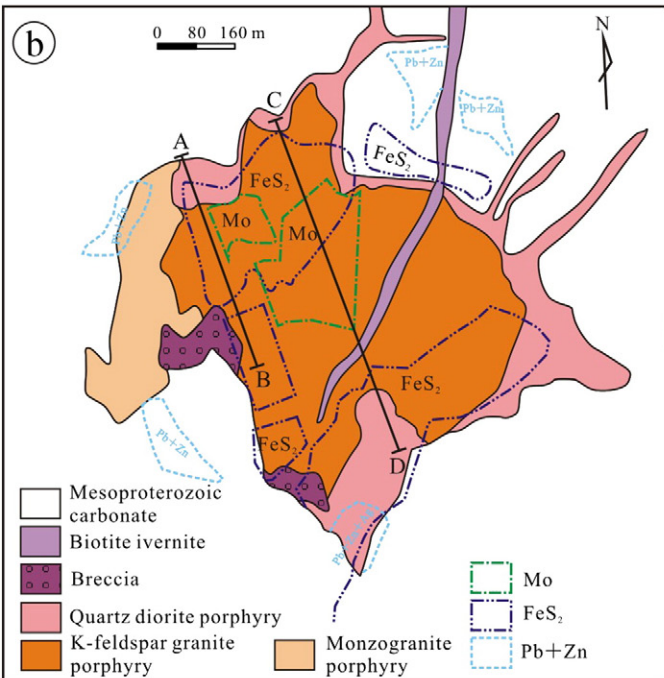 b
0 80 160 m
N
Pb+Zn
Pb+Zn
C
A
FeS₂
FeS₂
Mo
Mo
B
FeS₂
FeS₂
D
Pb+Zn
Mesoproterozoic
carbonate
Biotite ivernite
Breccia
Quartz diorite porphyry
K-feldspar granite
porphyry
Monzogranite
porphyry
Mo
FeS₂
Pb+Zn